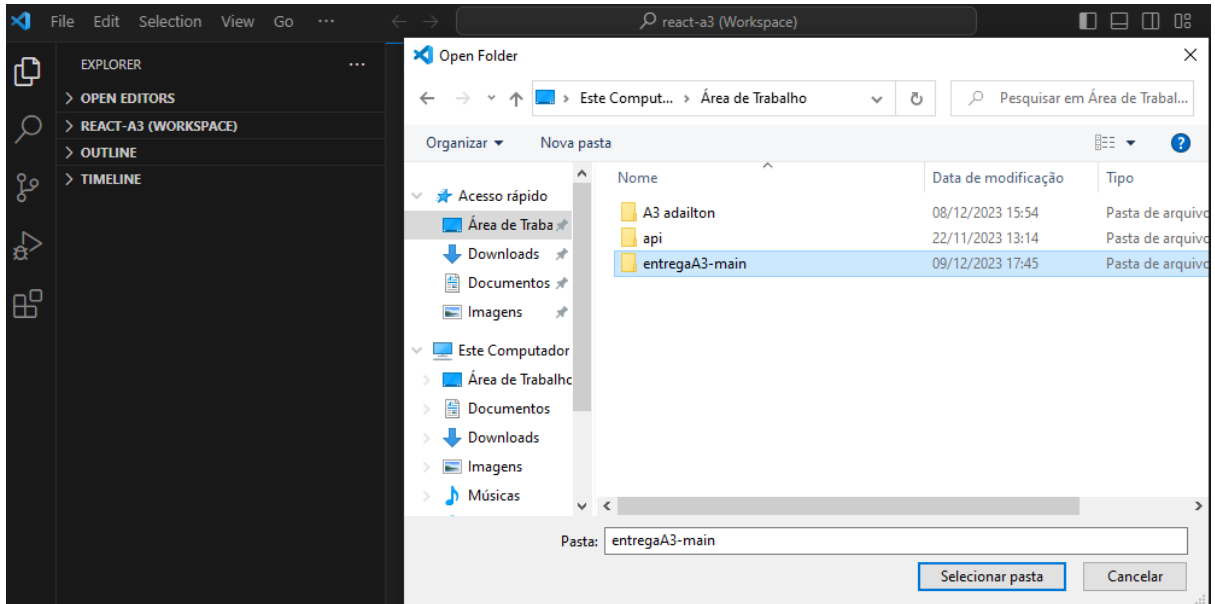 File Edit Selection View Go ···
react-a3 (Workspace)
EXPLORER ···
OPEN EDITORS
REACT-A3 (WORKSPACE)
OUTLINE
TIMELINE
Open Folder
Este Comput... › Área de Trabalho
Pesquisar em Área de Trabal...
Organizar Nova pasta
Acesso rápido
Área de Traba
Downloads
Documentos
Imagens
Este Computador
Área de Trabalho
Documentos
Downloads
Imagens
Músicas
Nome Data de modificação Tipo
A3 adailton 08/12/2023 15:54 Pasta de arquivo
api 22/11/2023 13:14 Pasta de arquivo
entregaA3-main 09/12/2023 17:45 Pasta de arquivo
Pasta: entregaA3-main
Selecionar pasta Cancelar